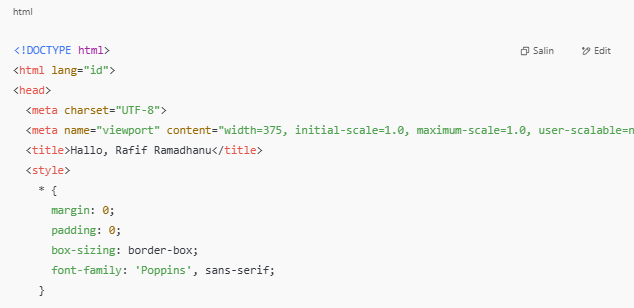 html
Salin Edit
<!DOCTYPE html>
<html lang="id">
<head>
<meta charset="UTF-8">
<meta name="viewport" content="width=375, initial-scale=1.0, maximum-scale=1.0, user-scalable=n
<title>Hallo, Rafif Ramadhanu</title>
<style>
* {
margin: 0;
padding: 0;
box-sizing: border-box;
font-family: 'Poppins', sans-serif;
}